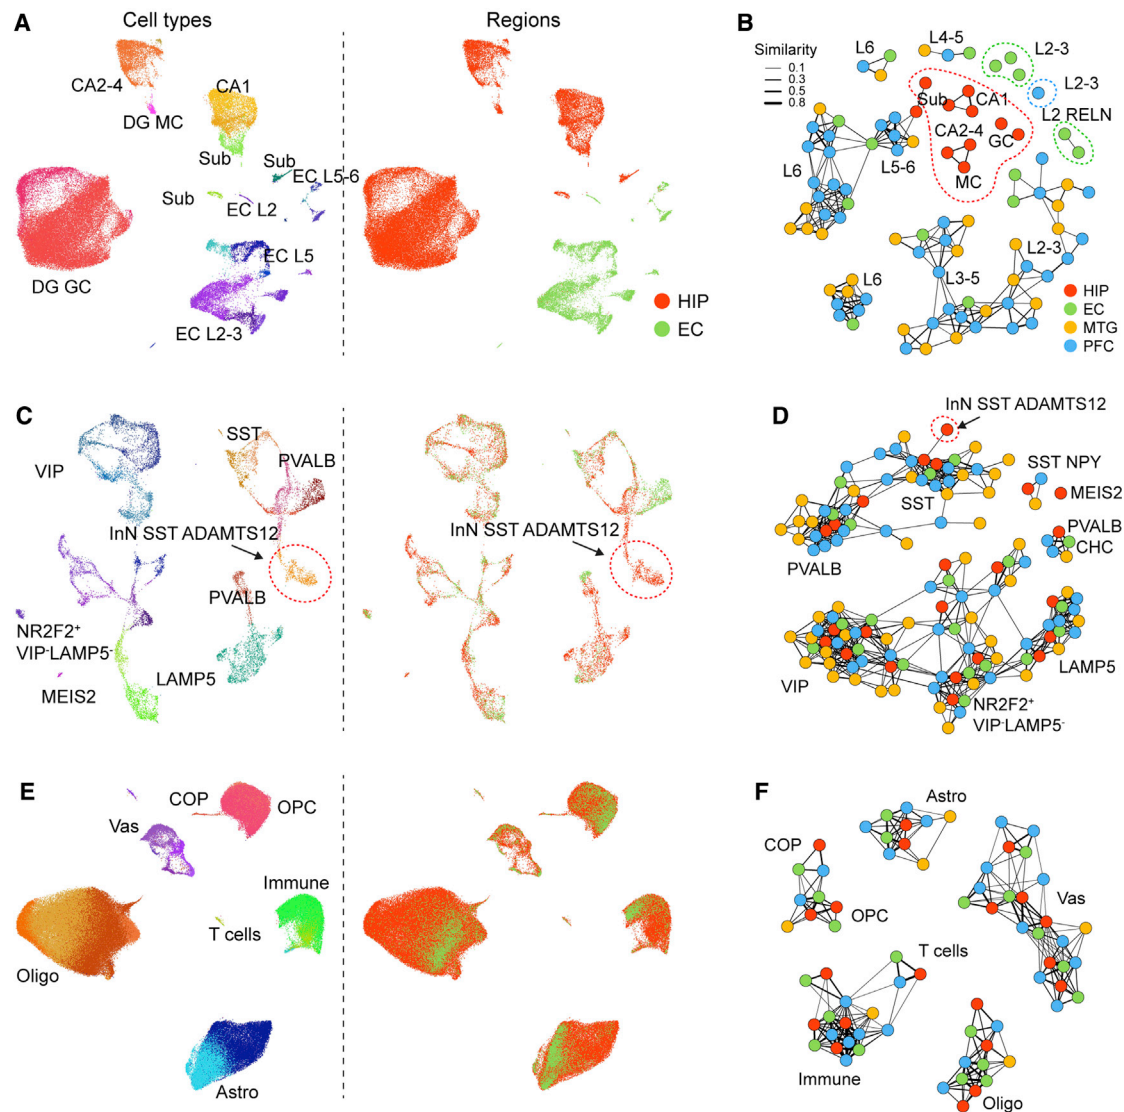 A
Cell types
Regions
CA2-4
DG MC
CA1
Sub
Sub
EC L5-6
Sub
EC L2
EC L5
DG GC
EC L2-3
HIP
EC
B
Similarity
0.1
0.3
0.5
0.8
L6
L4-5
L2-3
L2-3
Sub
CA1
L2 RELN
CA2-4
GC
L6
L5-6
MC
L2-3
L3-5
L6
HIP
EC
MTG
PFC
C
VIP
SST
PVALB
InN SST ADAMTS12
PVALB
NR2F2⁺
VIP⁻LAMP5⁻
MEIS2
LAMP5
InN SST ADAMTS12
D
InN SST ADAMTS12
SST NPY
MEIS2
SST
PVALB
CHC
PVALB
VIP
LAMP5
NR2F2⁺
VIP⁻LAMP5⁻
E
COP
OPC
Vas
Immune
T cells
Oligo
Astro
F
Astro
COP
OPC
Vas
T cells
Immune
Oligo